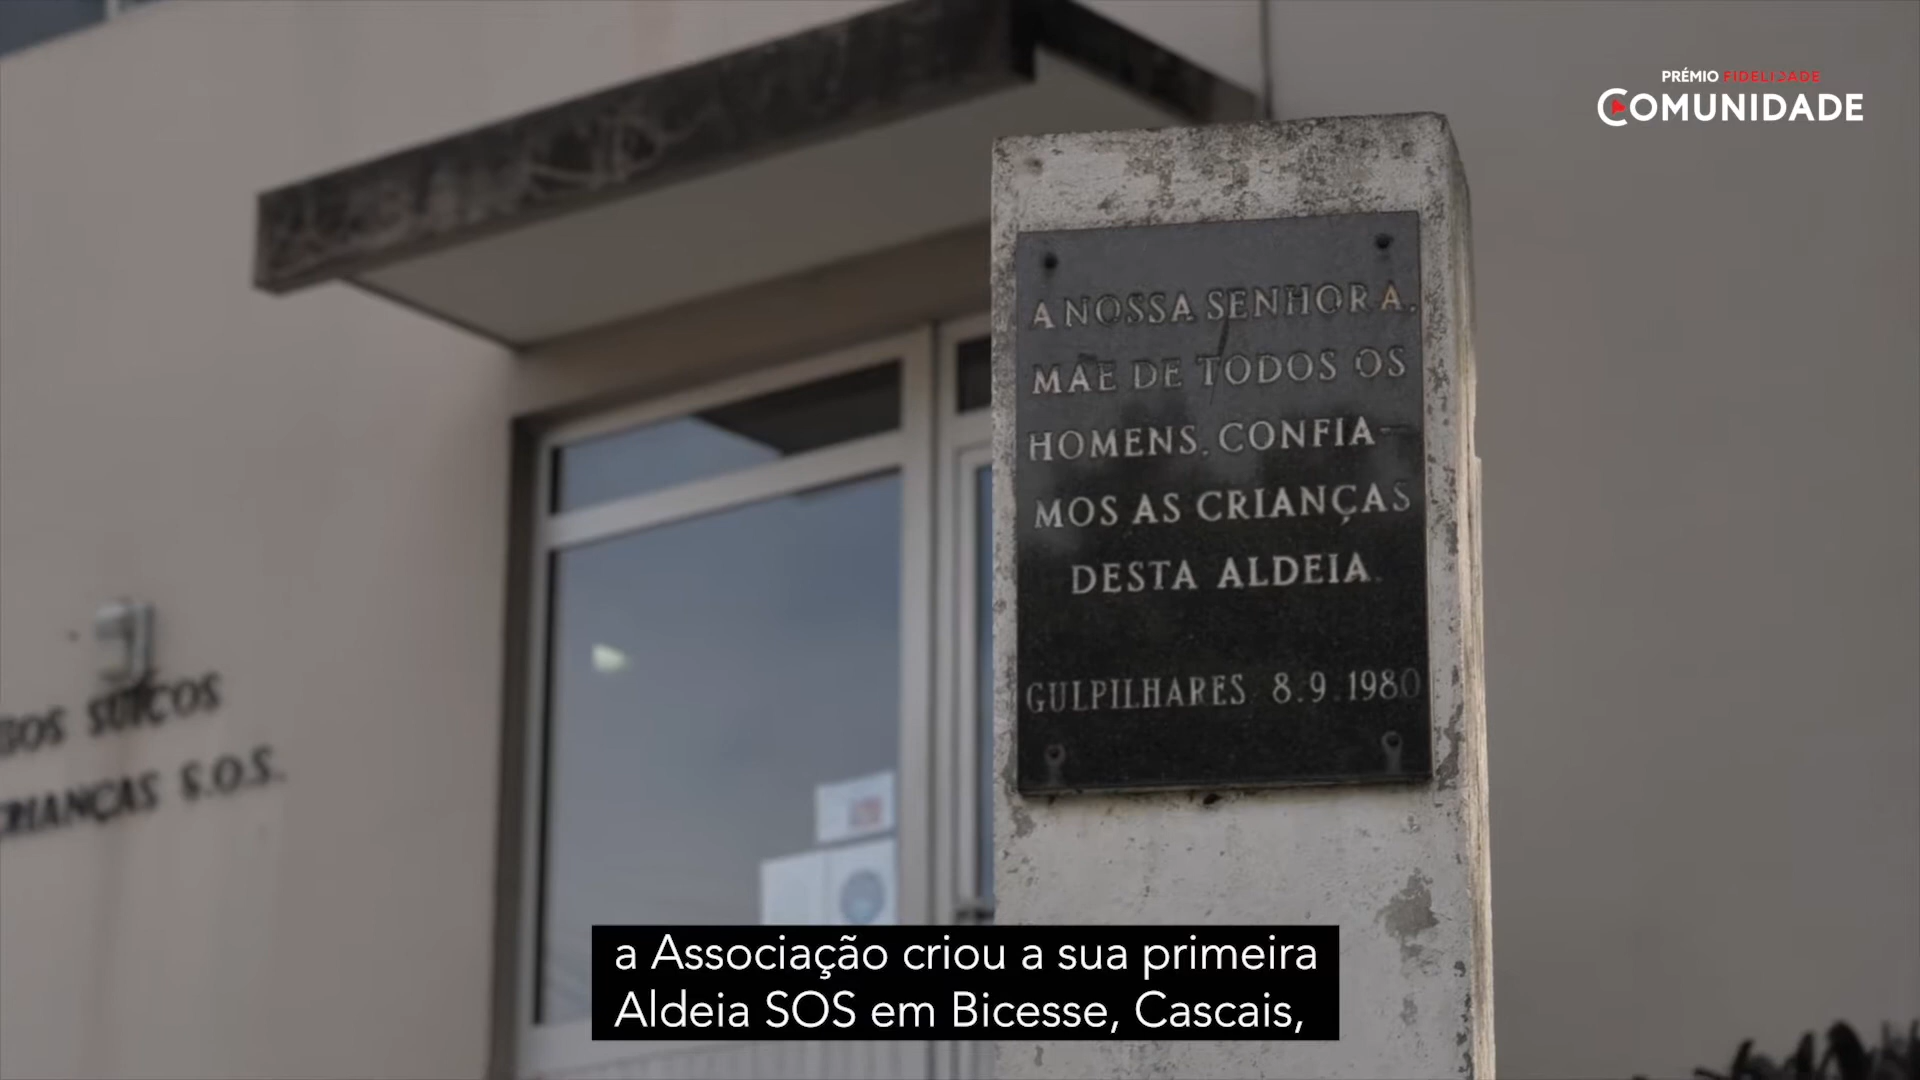 PRÉMIO FIDELIDADE
COMUNIDADE
A NOSSA SENHORA,
MÃE DE TODOS OS
HOMENS, CONFIA-
MOS AS CRIANÇAS
DESTA ALDEIA.
GULPILHARES 8.9.1980
SUÍÇOS
CRIANÇAS S.O.S.
a Associação criou a sua primeira
Aldeia SOS em Bicesse, Cascais,